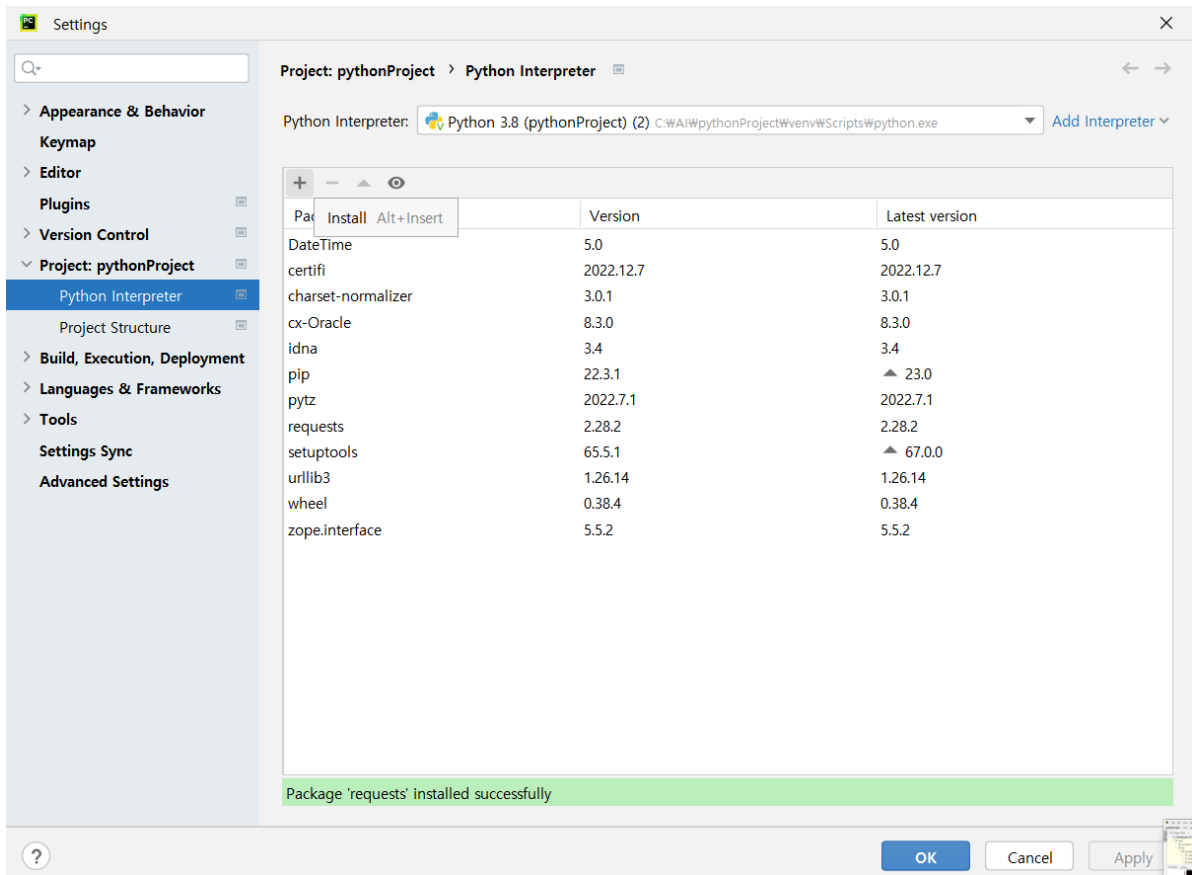 Settings
Project: pythonProject > Python Interpreter
Appearance & Behavior
Keymap
Editor
Plugins
Version Control
Project: pythonProject
Python Interpreter
Project Structure
Build, Execution, Deployment
Languages & Frameworks
Tools
Settings Sync
Advanced Settings
Python Interpreter: Python 3.8 (pythonProject) (2) C:₩AI₩pythonProject₩venv₩Scripts₩python.exe Add Interpreter
Install Alt+Insert
Version Latest version
DateTime 5.0 5.0
certifi 2022.12.7 2022.12.7
charset-normalizer 3.0.1 3.0.1
cx-Oracle 8.3.0 8.3.0
idna 3.4 3.4
pip 22.3.1 23.0
pytz 2022.7.1 2022.7.1
requests 2.28.2 2.28.2
setuptools 65.5.1 67.0.0
urllib3 1.26.14 1.26.14
wheel 0.38.4 0.38.4
zope.interface 5.5.2 5.5.2
Package 'requests' installed successfully
? OK Cancel Apply